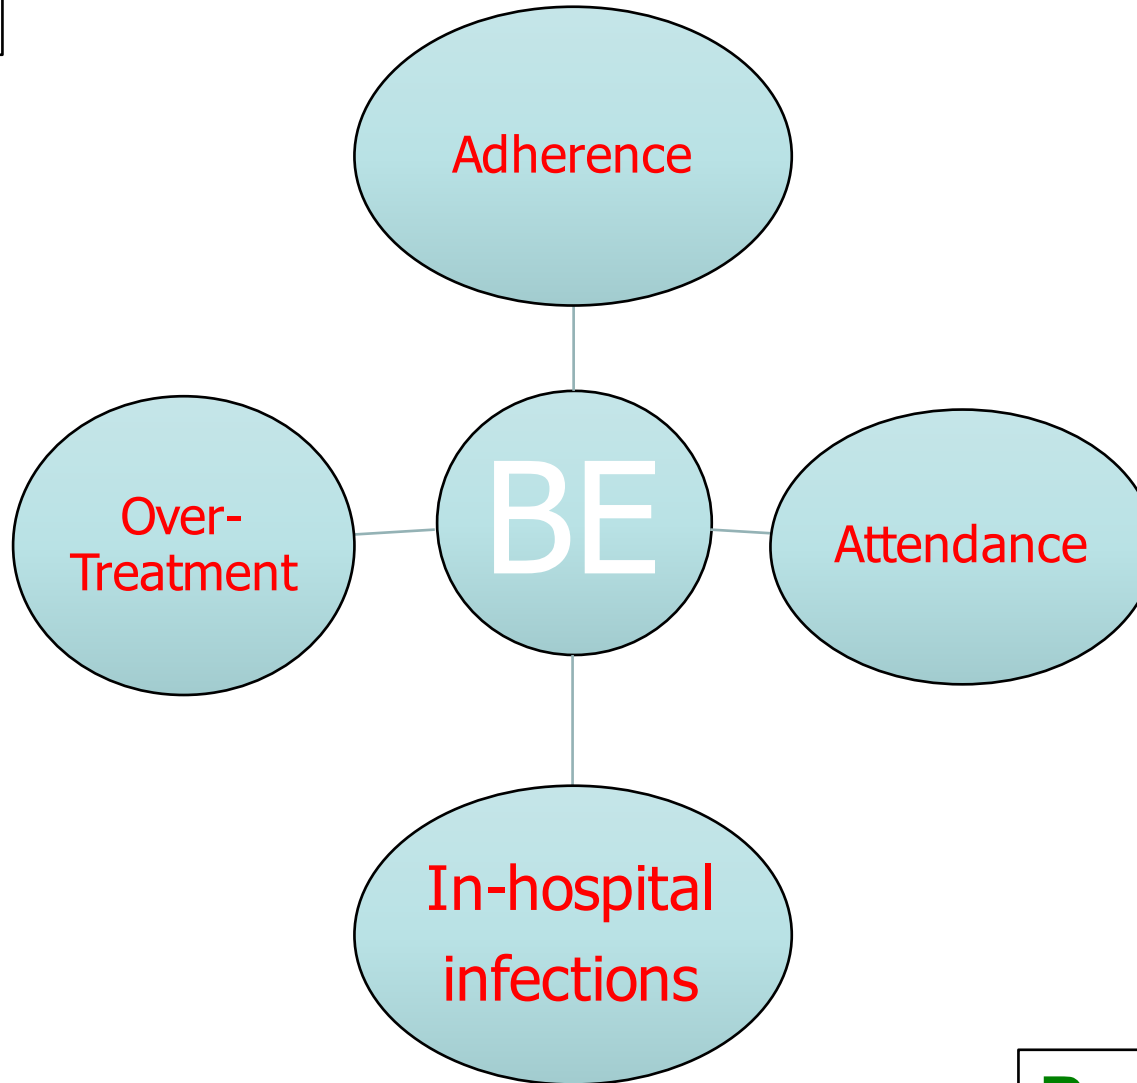 Adherence
Over-
Treatment
BE
Attendance
In-hospital
infections